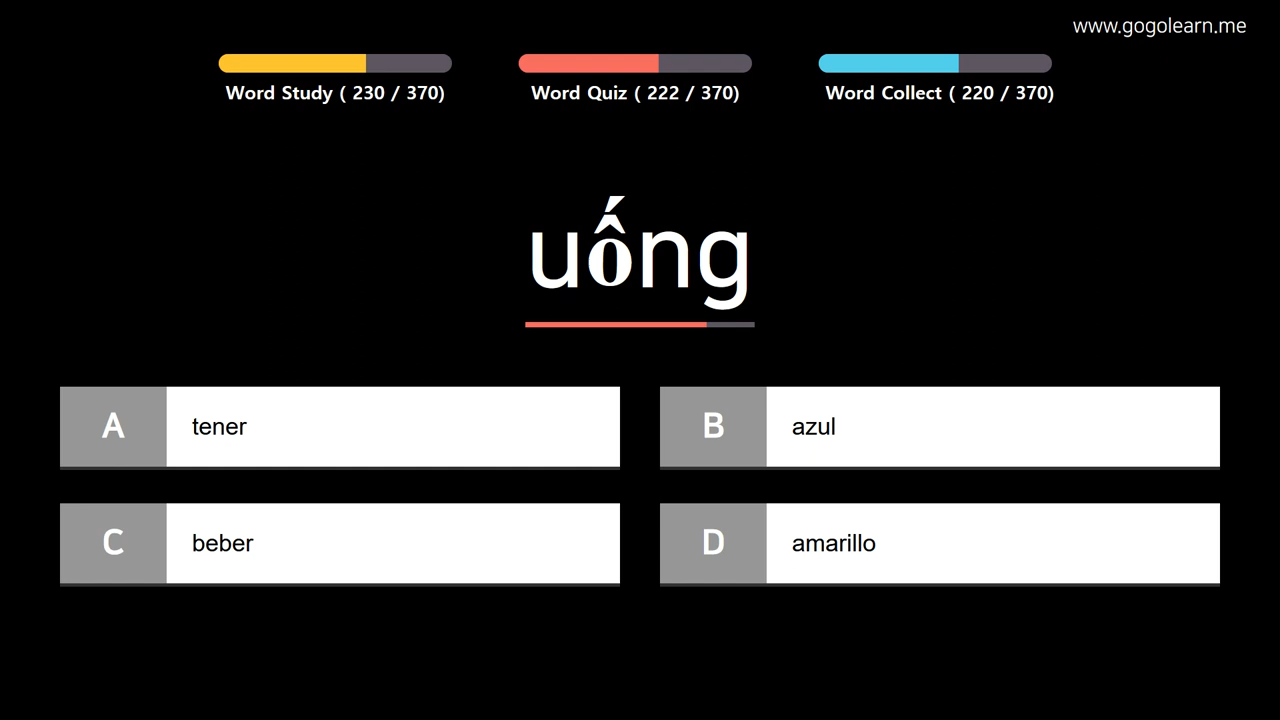 www.gogolearn.me
Word Study ( 230 / 370)
Word Quiz ( 222 / 370)
Word Collect ( 220 / 370)
uống
A tener
B azul
C beber
D amarillo